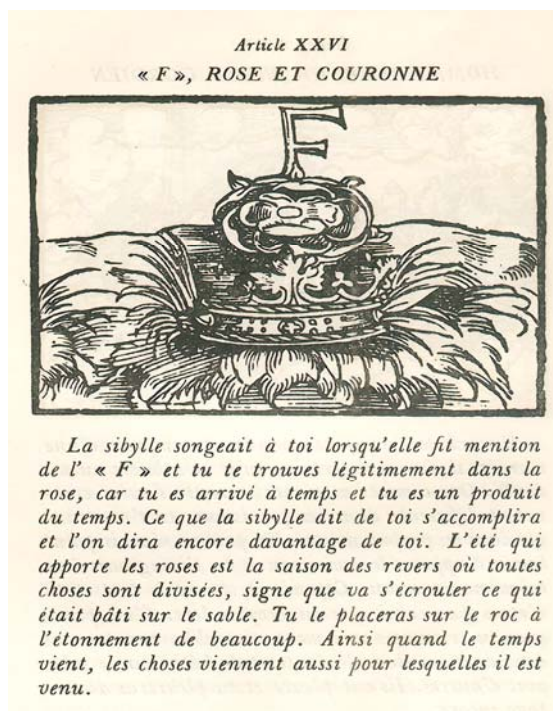 Article XXVI
« F », ROSE ET COURONNE
F
La sibylle songeait à toi lorsqu'elle fit mention
de l' « F » et tu te trouves légitimement dans la
rose, car tu es arrivé à temps et tu es un produit
du temps. Ce que la sibylle dit de toi s'accomplira
et l'on dira encore davantage de toi. L'été qui
apporte les roses est la saison des revers où toutes
choses sont divisées, signe que va s'écrouler ce qui
était bâti sur le sable. Tu le placeras sur le roc à
l'étonnement de beaucoup. Ainsi quand le temps
vient, les choses viennent aussi pour lesquelles il est
venu.